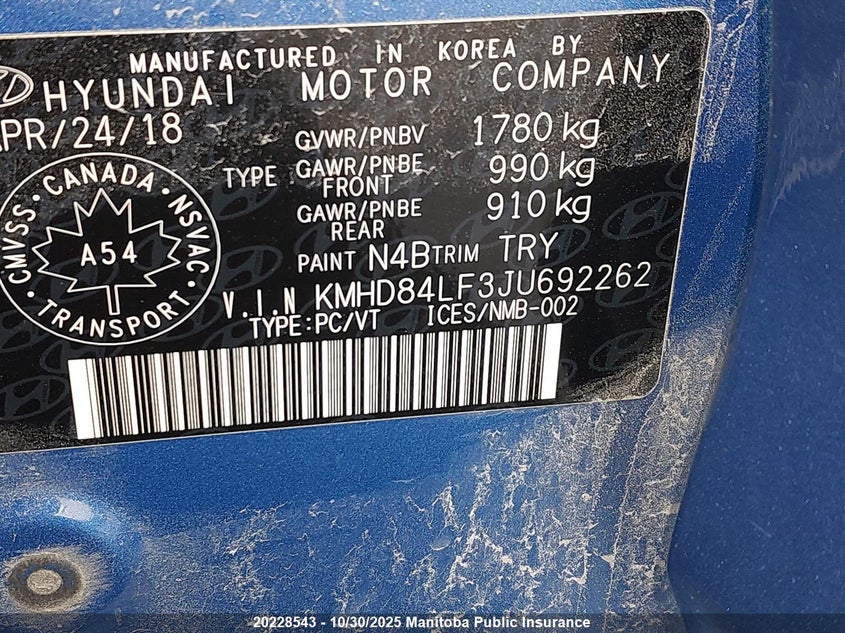 MANUFACTURED IN KOREA BY
HYUNDAI MOTOR COMPANY
APR/24/18
GVWR/PNBV 1780 kg
TYPE GAWR/PNBE FRONT 990 kg
GAWR/PNBE REAR 910 kg
PAINT N4B TRIM TRY
CMVSS CANADA NSVAC
A54
TRANSPORT
V.I.N KMHD84LF3JU692262
TYPE:PC/VT ICES/NMB-002
20228543 - 10/30/2025 Manitoba Public Insurance